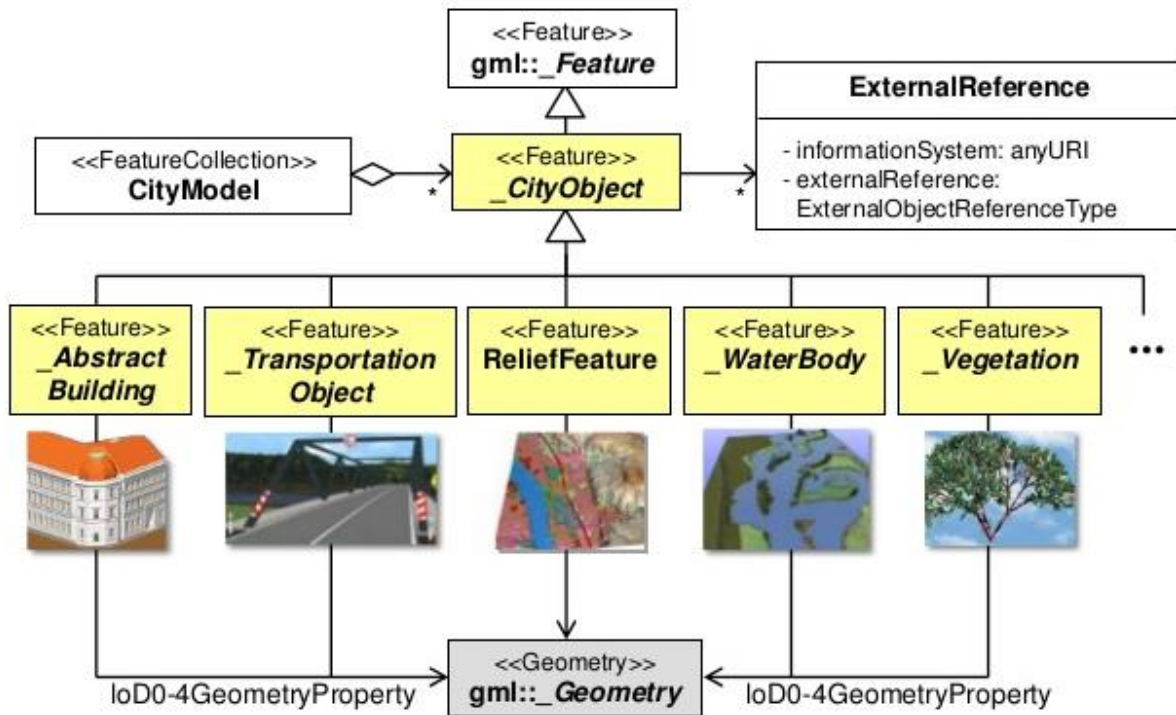 <<Feature>>
gml::_Feature
<<FeatureCollection>>
CityModel
*
<<Feature>>
_CityObject
*
ExternalReference
- informationSystem: anyURI
- externalReference:
ExternalObjectReferenceType
<<Feature>>
_Abstract
Building
<<Feature>>
_Transportation
Object
<<Feature>>
ReliefFeature
<<Feature>>
_WaterBody
<<Feature>>
_Vegetation
...
loD0-4GeometryProperty
<<Geometry>>
gml::_Geometry
loD0-4GeometryProperty